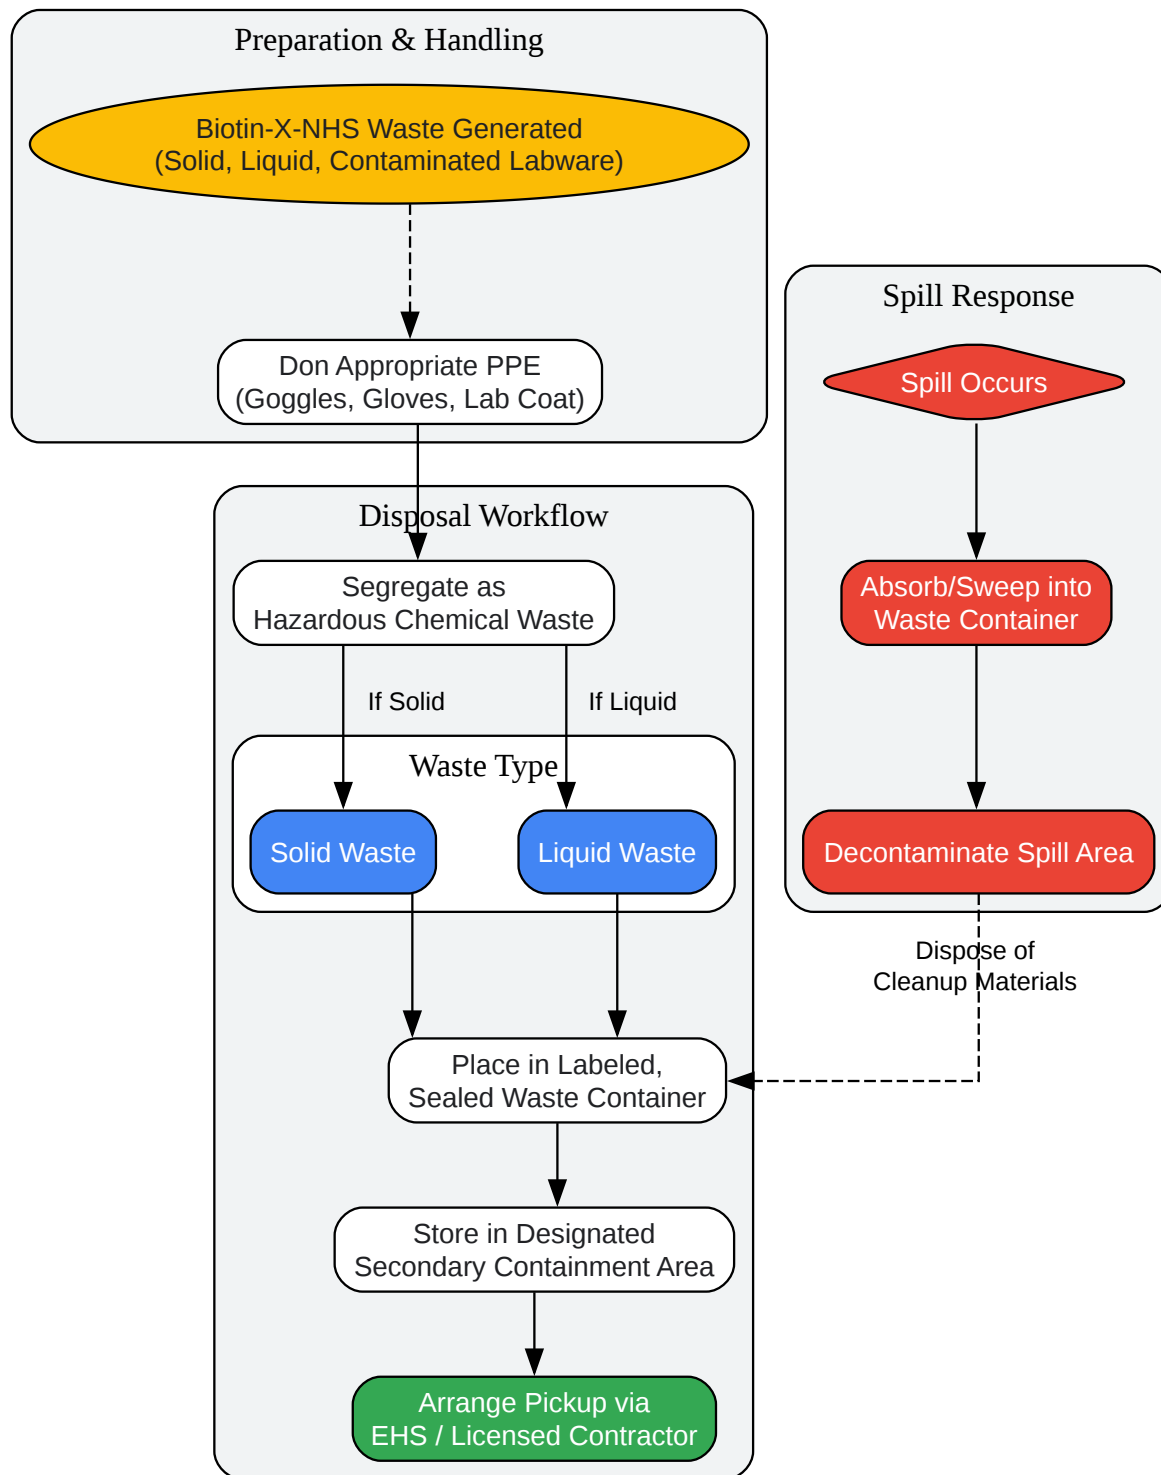 Preparation & Handling
Biotin-X-NHS Waste Generated
(Solid, Liquid, Contaminated Labware)
Don Appropriate PPE
(Goggles, Gloves, Lab Coat)
Spill Response
Spill Occurs
Absorb/Sweep into
Waste Container
Decontaminate Spill Area
Dispose of
Cleanup Materials
Disposal Workflow
Segregate as
Hazardous Chemical Waste
If Solid
If Liquid
Waste Type
Solid Waste
Liquid Waste
Place in Labeled,
Sealed Waste Container
Store in Designated
Secondary Containment Area
Arrange Pickup via
EHS / Licensed Contractor